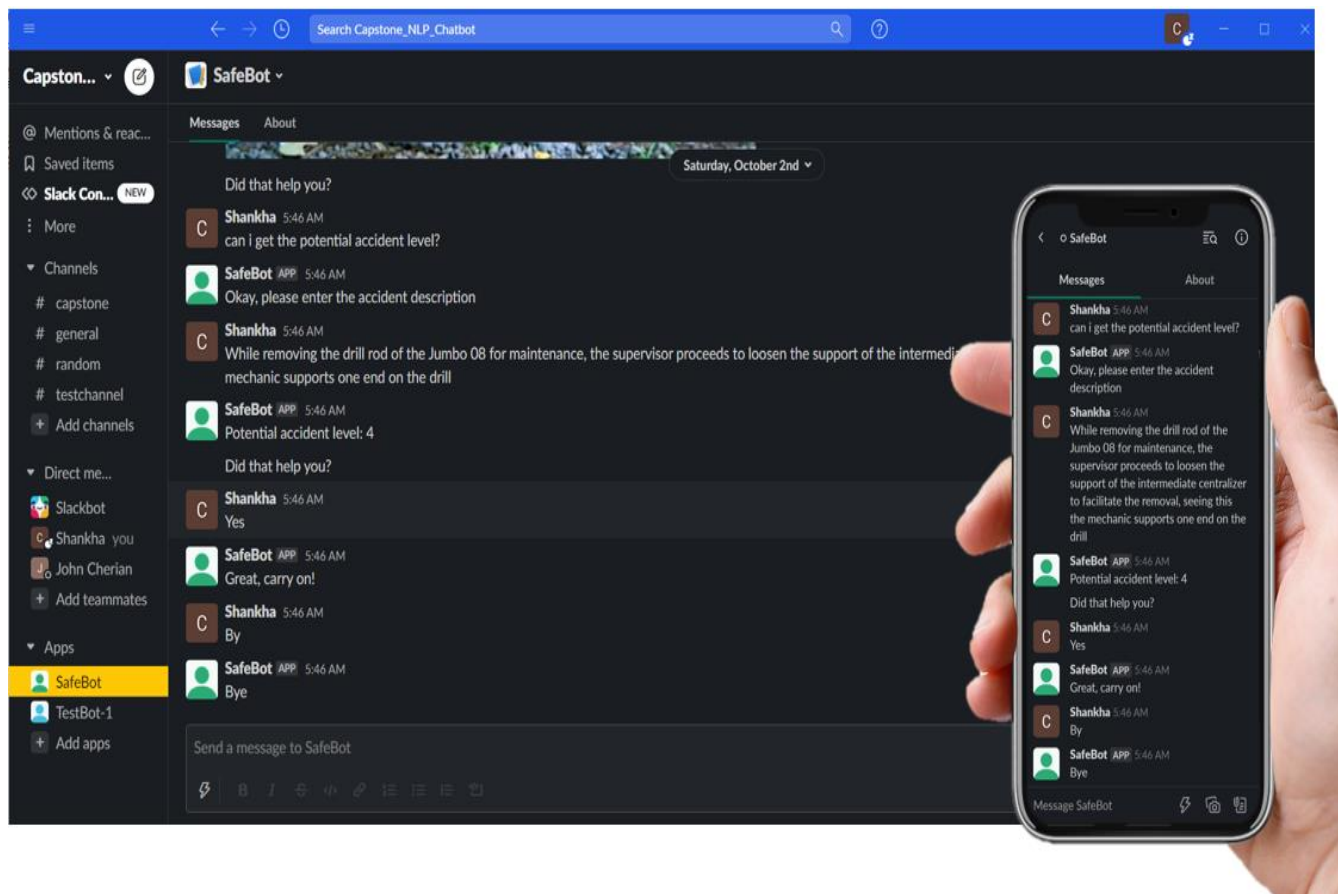 Search Capstone_NLP_Chatbot
C
Capston...
SafeBot
@ Mentions & reac...
Saved items
Slack Con... NEW
More
Channels
# capstone
# general
# random
# testchannel
+ Add channels
Direct me...
Slackbot
Shankha you
John Cherian
+ Add teammates
Apps
SafeBot
TestBot-1
+ Add apps
Messages About
Saturday, October 2nd
Did that help you?
C
Shankha 5:46 AM
can i get the potential accident level?
SafeBot APP 5:46 AM
Okay, please enter the accident description
C
Shankha 5:46 AM
While removing the drill rod of the Jumbo 08 for maintenance, the supervisor proceeds to loosen the support of the intermedi
mechanic supports one end on the drill
SafeBot APP 5:46 AM
Potential accident level: 4
Did that help you?
C
Shankha 5:46 AM
Yes
SafeBot APP 5:46 AM
Great, carry on!
C
Shankha 5:46 AM
By
SafeBot APP 5:46 AM
Bye
Send a message to SafeBot
B I S
SafeBot
Messages About
C
Shankha 5:46 AM
can i get the potential accident level?
SafeBot APP 5:46 AM
Okay, please enter the accident
description
C
Shankha 5:46 AM
While removing the drill rod of the
Jumbo 08 for maintenance, the
supervisor proceeds to loosen the
support of the intermediate centralizer
to facilitate the removal, seeing this
the mechanic supports one end on the
drill
SafeBot APP 5:46 AM
Potential accident level: 4
Did that help you?
C
Shankha 5:46 AM
Yes
SafeBot APP 5:46 AM
Great, carry on!
C
Shankha 5:46 AM
By
SafeBot APP 5:46 AM
Bye
Message SafeBot